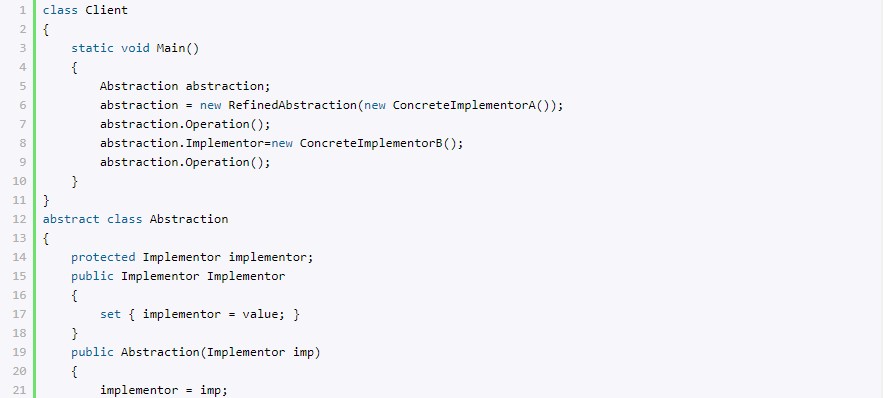 1 class Client
2 {
3     static void Main()
4     {
5         Abstraction abstraction;
6         abstraction = new RefinedAbstraction(new ConcreteImplementorA());
7         abstraction.Operation();
8         abstraction.Implementor=new ConcreteImplementorB();
9         abstraction.Operation();
10     }
11 }
12 abstract class Abstraction
13 {
14     protected Implementor implementor;
15     public Implementor Implementor
16     {
17         set { implementor = value; }
18     }
19     public Abstraction(Implementor imp)
20     {
21         implementor = imp;